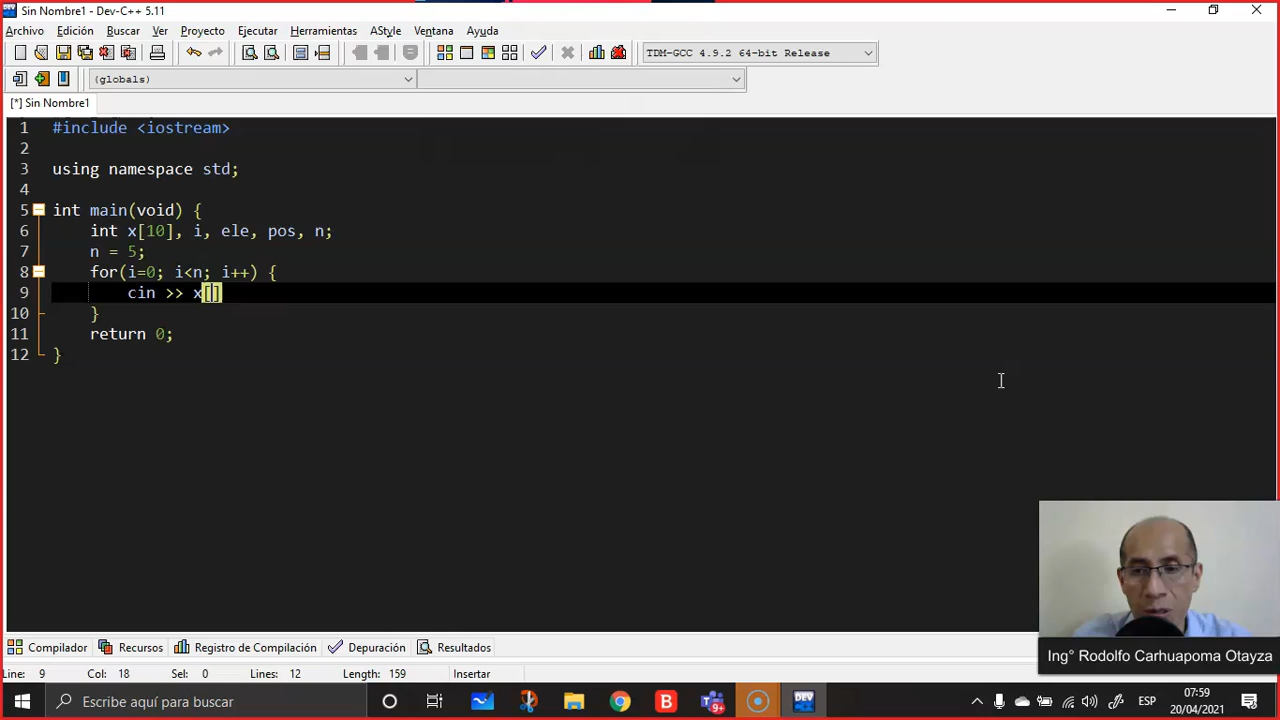 Sin Nombre1 - Dev-C++ 5.11
Archivo Edición Buscar Ver Proyecto Ejecutar Herramientas AStyle Ventana Ayuda
TDM-GCC 4.9.2 64-bit Release
(globals)
[*] Sin Nombre1
1 #include <iostream>
2
3 using namespace std;
4
5 int main(void) {
6 int x[10], i, ele, pos, n;
7 n = 5;
8 for(i=0; i<n; i++) {
9 cin >> x[]
10 }
11 return 0;
12 }
Ing° Rodolfo Carhuapoma Otayza
Compilador Recursos Registro de Compilación Depuración Resultados
Line: 9 Col: 18 Sel: 0 Lines: 12 Length: 159 Insertar
Escribe aquí para buscar
B
9+
DEV
ESP
07:59
20/04/2021